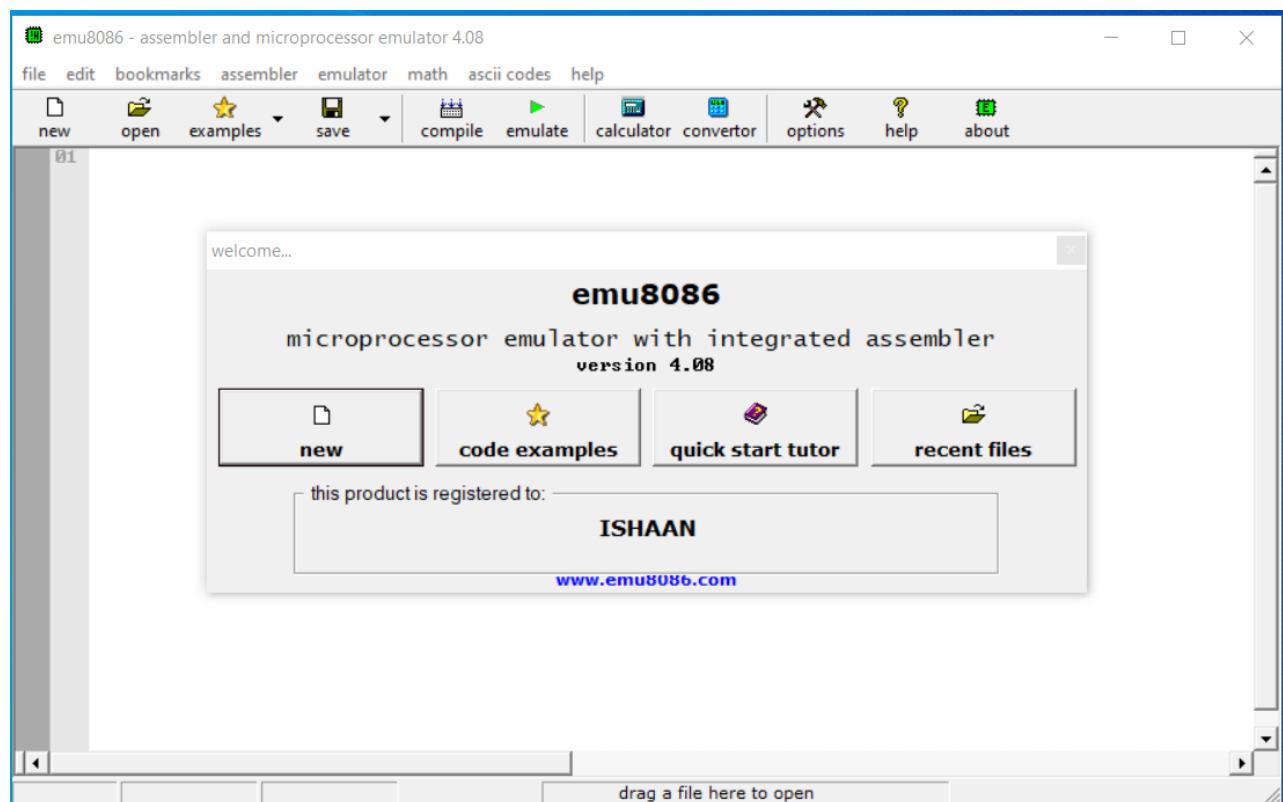 emu8086 - assembler and microprocessor emulator 4.08
file edit bookmarks assembler emulator math ascii codes help
new open examples save compile emulate calculator convertor options help about
01
welcome...
emu8086
microprocessor emulator with integrated assembler
version 4.08
new code examples quick start tutor recent files
this product is registered to:
ISHAAN
www.emu8086.com
drag a file here to open